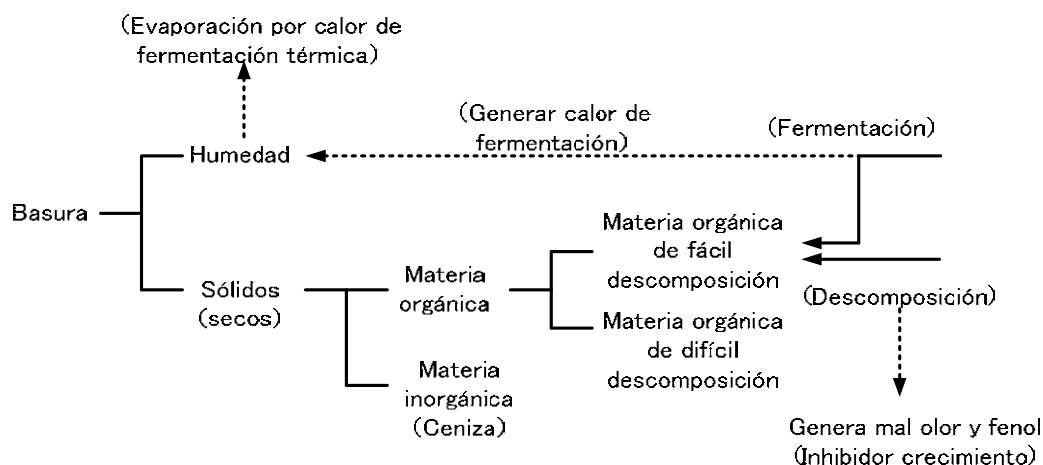 (Evaporación por calor de
fermentación térmica)
(Generar calor de
fermentación)
(Fermentación)
Humedad
Basura
Materia orgánica
de fácil
descomposición
Sólidos
(secos)
Materia
orgánica
(Descomposición)
Materia orgánica
de difícil
descomposición
Materia
inorgánica
(Ceniza)
Genera mal olor y fenol
(Inhibidor crecimiento)